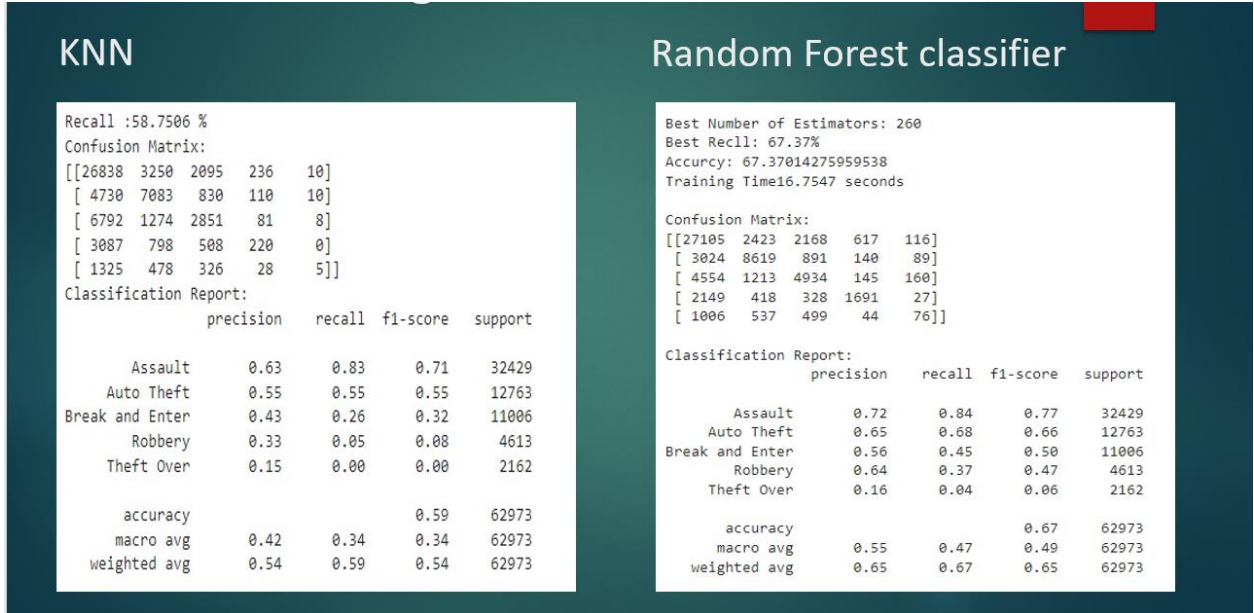 KNN
Recall :58.7506 %
Confusion Matrix:
[[26838 3250 2095 236 10]
[ 4730 7083 830 110 10]
[ 6792 1274 2851 81 8]
[ 3087 798 508 220 0]
[ 1325 478 326 28 5]]
Classification Report:
precision recall f1-score support
Assault 0.63 0.83 0.71 32429
Auto Theft 0.55 0.55 0.55 12763
Break and Enter 0.43 0.26 0.32 11006
Robbery 0.33 0.05 0.08 4613
Theft Over 0.15 0.00 0.00 2162
accuracy 0.59 62973
macro avg 0.42 0.34 0.34 62973
weighted avg 0.54 0.59 0.54 62973
Random Forest classifier
Best Number of Estimators: 260
Best Recll: 67.37%
Accurcy: 67.37014275959538
Training Time16.7547 seconds
Confusion Matrix:
[[27105 2423 2168 617 116]
[ 3024 8619 891 140 89]
[ 4554 1213 4934 145 160]
[ 2149 418 328 1691 27]
[ 1006 537 499 44 76]]
Classification Report:
precision recall f1-score support
Assault 0.72 0.84 0.77 32429
Auto Theft 0.65 0.68 0.66 12763
Break and Enter 0.56 0.45 0.50 11006
Robbery 0.64 0.37 0.47 4613
Theft Over 0.16 0.04 0.06 2162
accuracy 0.67 62973
macro avg 0.55 0.47 0.49 62973
weighted avg 0.65 0.67 0.65 62973